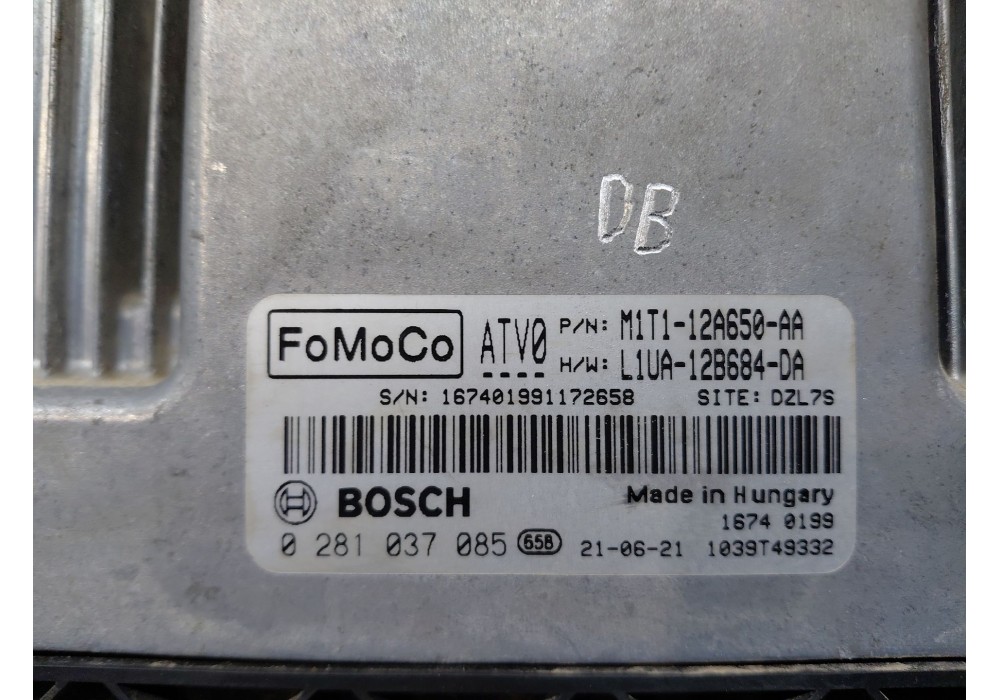 DB
FoMoCo ATV0 P/N: M1T1-12A650-AA
H/W: L1UA-12B684-DA
S/N: 167401991172658 SITE: DZL7S
BOSCH Made in Hungary
1674 0199
0 281 037 085 65B 21-06-21 1039T49332